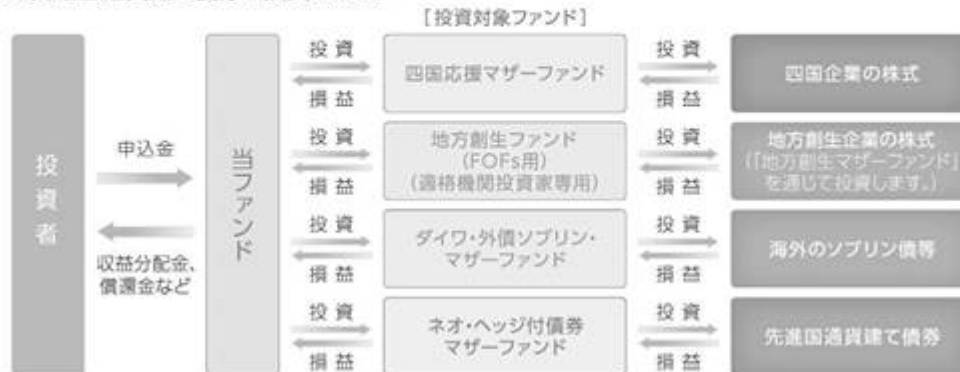 [投資対象ファンド]
投資者
申込金
収益分配金、
償還金など
当ファンド
投資
損益
四国応援マザーファンド
投資
損益
四国企業の株式
投資
損益
地方創生ファンド
(FOFs用)
(適格機関投資家専用)
投資
損益
地方創生企業の株式
(「地方創生マザーファンド」
を通じて投資します。)
投資
損益
ダイワ・外債ソブリン・
マザーファンド
投資
損益
海外のソブリン債等
投資
損益
ネオ・ヘッジ付債券
マザーファンド
投資
損益
先進国通貨建て債券